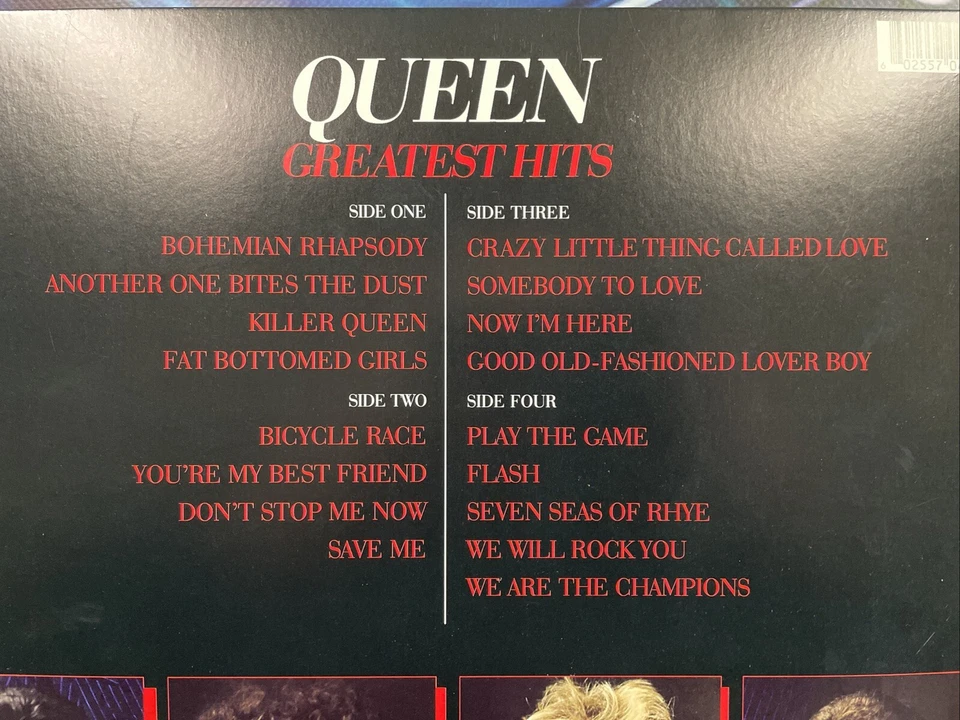 QUEEN
GREATEST HITS
SIDE ONE
BOHEMIAN RHAPSODY
ANOTHER ONE BITES THE DUST
KILLER QUEEN
FAT BOTTOMED GIRLS
SIDE TWO
BICYCLE RACE
YOU'RE MY BEST FRIEND
DON'T STOP ME NOW
SAVE ME
SIDE THREE
CRAZY LITTLE THING CALLED LOVE
SOMEBODY TO LOVE
NOW I'M HERE
GOOD OLD-FASHIONED LOVER BOY
SIDE FOUR
PLAY THE GAME
FLASH
SEVEN SEAS OF RHYE
WE WILL ROCK YOU
WE ARE THE CHAMPIONS
6 02557 0